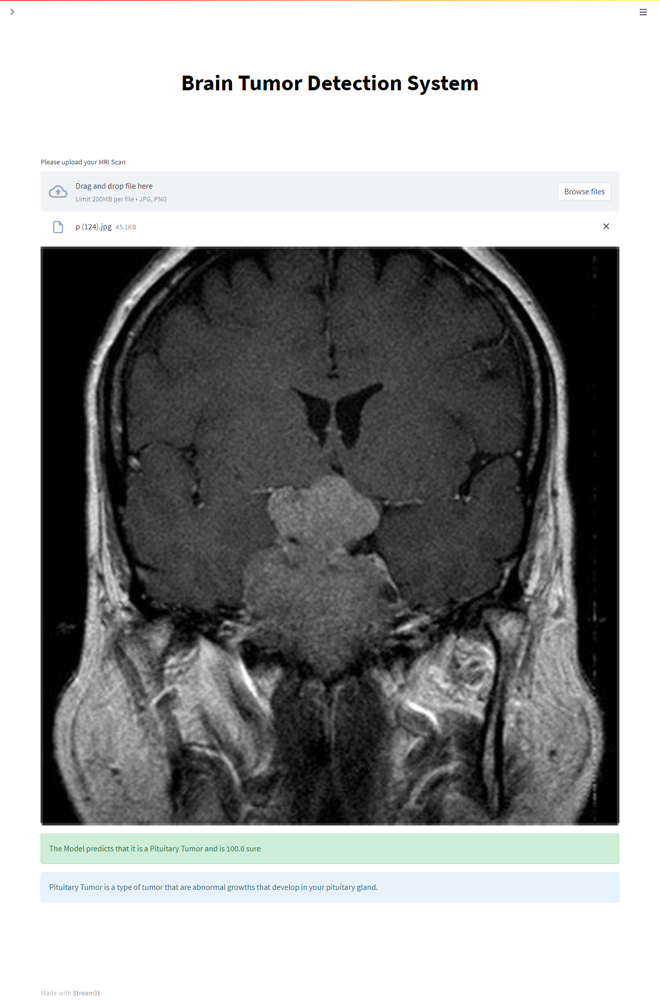 Brain Tumor Detection System
Please upload your MRI Scan
Drag and drop file here
Limit 200MB per file • JPG, PNG
Browse files
p (124).jpg 45.1KB
The Model predicts that it is a Pituitary Tumor and is 100.0 sure
Pituitary Tumor is a type of tumor that are abnormal growths that develop in your pituitary gland.
Made with Streamlit